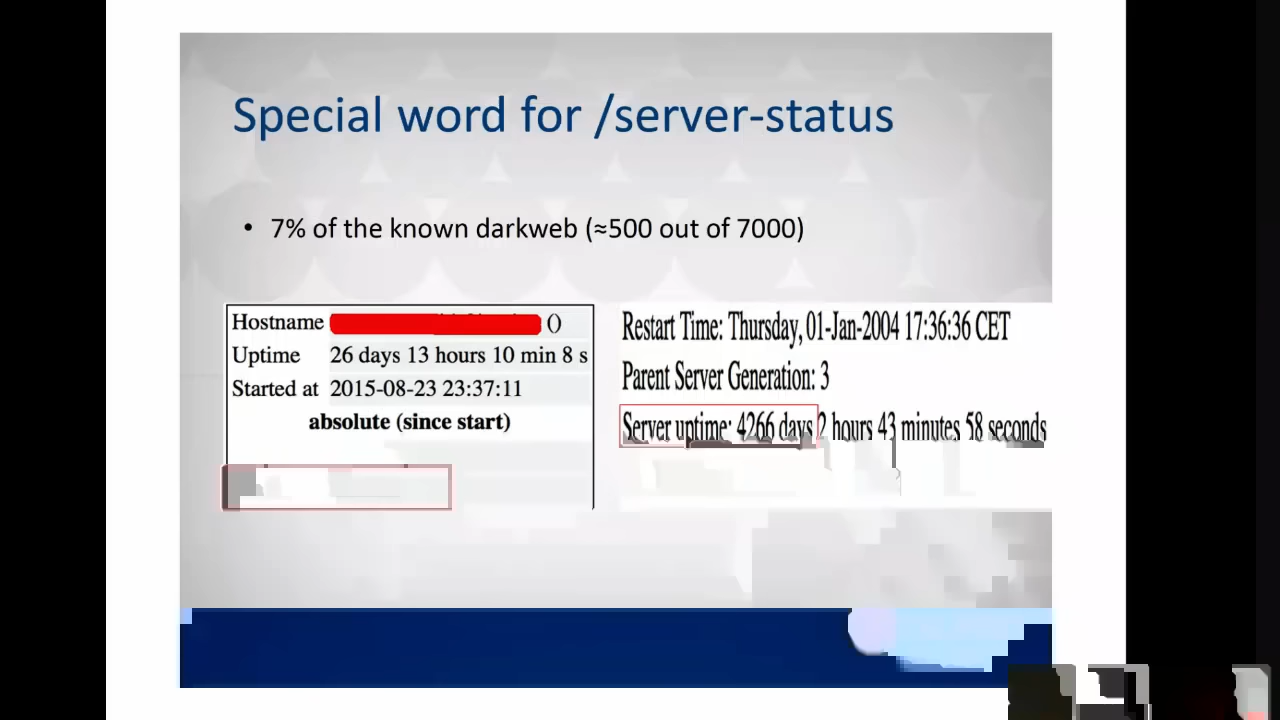 Special word for /server-status
• 7% of the known darkweb (≈500 out of 7000)
Hostname ()
Uptime 26 days 13 hours 10 min 8 s
Started at 2015-08-23 23:37:11
absolute (since start)
Restart Time: Thursday, 01-Jan-2004 17:36:36 CET
Parent Server Generation: 3
Server uptime: 4266 days 2 hours 43 minutes 58 seconds